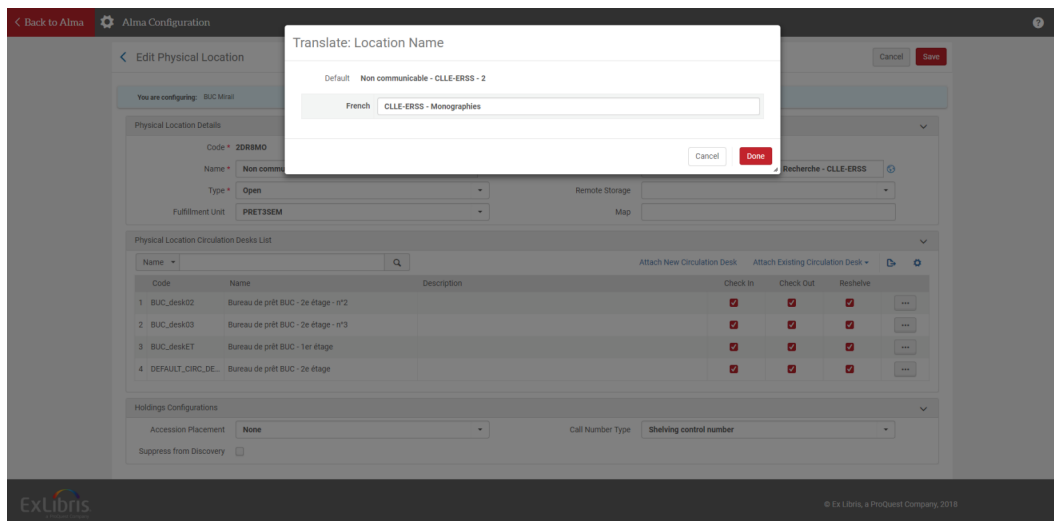 < Back to Alma
Alma Configuration
Translate: Location Name
Default Non communicable - CLLE-ERSS - 2
French CLLE-ERSS - Monographies
Cancel Done
Edit Physical Location
Cancel Save
You are configuring: BUC Mirail
Physical Location Details
Code * 2DR8MO
Name * Non commu
Recherche - CLLE-ERSS
Type * Open
Remote Storage
Fulfillment Unit PRET3SEM
Map
Physical Location Circulation Desks List
Name
Attach New Circulation Desk Attach Existing Circulation Desk
Code Name Description Check In Check Out Reshelve
1 BUC_desk02 Bureau de prêt BUC - 2e étage - n°2
2 BUC_desk03 Bureau de prêt BUC - 2e étage - n°3
3 BUC_deskET Bureau de prêt BUC - 1er étage
4 DEFAULT_CIRC_DE... Bureau de prêt BUC - 2e étage
Holdings Configurations
Accession Placement None
Call Number Type Shelving control number
Suppress from Discovery
ExLibris
© Ex Libris, a ProQuest Company, 2018